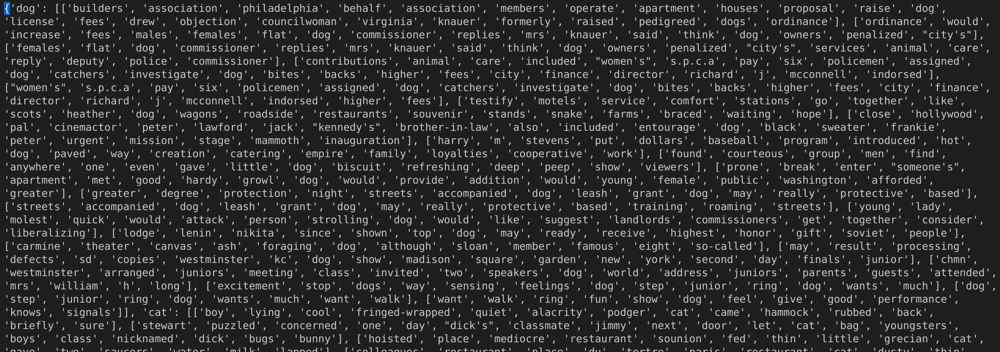 {'dog': [['builders', 'association', 'philadelphia', 'behalf', 'association', 'members', 'operate', 'apartment', 'houses', 'proposal', 'raise', 'dog',
'license', 'fees', 'drew', 'objection', 'councilwoman', 'virginia', 'knauer', 'formerly', 'raised', 'pedigreed', 'dogs', 'ordinance'], ['ordinance', 'would',
'increase', 'fees', 'males', 'females', 'flat', 'dog', 'commissioner', 'replies', 'mrs', 'knauer', 'said', 'think', 'dog', 'owners', 'penalized', "city's"],
['females', 'flat', 'dog', 'commissioner', 'replies', 'mrs', 'knauer', 'said', 'think', 'dog', 'owners', 'penalized', "city's", 'services', 'animal', 'care',
'reply', 'deputy', 'police', 'commissioner'], ['contributions', 'animal', 'care', 'included', "women's", 's.p.c.a', 'pay', 'six', 'policemen', 'assigned',
'dog', 'catchers', 'investigate', 'dog', 'bites', 'backs', 'higher', 'fees', 'city', 'finance', 'director', 'richard', 'j', 'mcconnell', 'indorsed'],
["women's", 's.p.c.a', 'pay', 'six', 'policemen', 'assigned', 'dog', 'catchers', 'investigate', 'dog', 'bites', 'backs', 'higher', 'fees', 'city', 'finance',
'director', 'richard', 'j', 'mcconnell', 'indorsed', 'higher', 'fees'], ['testify', 'motels', 'service', 'comfort', 'stations', 'go', 'together', 'like',
'scots', 'heather', 'dog', 'wagons', 'roadside', 'restaurants', 'souvenir', 'stands', 'snake', 'farms', 'braced', 'waiting', 'hope'], ['close', 'hollywood',
'pal', 'cinemactor', 'peter', 'lawford', 'jack', "kennedy's", 'brother-in-law', 'also', 'included', 'entourage', 'dog', 'black', 'sweater', 'frankie',
'peter', 'urgent', 'mission', 'stage', 'mammoth', 'inauguration'], ['harry', 'm', 'stevens', 'put', 'dollars', 'baseball', 'program', 'introduced', 'hot',
'dog', 'paved', 'way', 'creation', 'catering', 'empire', 'family', 'loyalties', 'cooperative', 'work'], ['found', 'courteous', 'group', 'men', 'find',
'anywhere', 'one', 'even', 'gave', 'little', 'dog', 'biscuit', 'refreshing', 'deep', 'peep', 'show', 'viewers'], ['prone', 'break', 'enter', "someone's",
'apartment', 'met', 'good', 'hardy', 'growl', 'dog', 'would', 'provide', 'addition', 'would', 'young', 'female', 'public', 'washington', 'afforded',
'greater'], ['greater', 'degree', 'protection', 'night', 'streets', 'accompanied', 'dog', 'leash', 'grant', 'dog', 'may', 'really', 'protective', 'based'],
['streets', 'accompanied', 'dog', 'leash', 'grant', 'dog', 'may', 'really', 'protective', 'based', 'training', 'roaming', 'streets'], ['young', 'lady',
'molest', 'quick', 'would', 'attack', 'person', 'strolling', 'dog', 'would', 'like', 'suggest', 'landlords', 'commissioners', 'get', 'together', 'consider',
'liberalizing'], ['lodge', 'lenin', 'nikita', 'since', 'shown', 'top', 'dog', 'may', 'ready', 'receive', 'highest', 'honor', 'gift', 'soviet', 'people'],
['carmine', 'theater', 'canvas', 'ash', 'foraging', 'dog', 'although', 'sloan', 'member', 'famous', 'eight', 'so-called'], ['may', 'result', 'processing',
'defects', 'sd', 'copies', 'westminster', 'kc', 'dog', 'show', 'madison', 'square', 'garden', 'new', 'york', 'second', 'day', 'finals', 'junior'], ['chmn',
'westminster', 'arranged', 'juniors', 'meeting', 'class', 'invited', 'two', 'speakers', 'dog', 'world', 'address', 'juniors', 'parents', 'guests', 'attended',
'mrs', 'william', 'h', 'long'], ['excitement', 'stop', 'dogs', 'way', 'sensing', 'feelings', 'dog', 'step', 'junior', 'ring', 'dog', 'wants', 'much'], ['dog',
'step', 'junior', 'ring', 'dog', 'wants', 'much', 'want', 'walk'], ['want', 'walk', 'ring', 'fun', 'show', 'dog', 'feel', 'give', 'good', 'performance',
'knows', 'signals']], 'cat': [['boy', 'lying', 'cool', 'fringed-wrapped', 'quiet', 'alacrity', 'podger', 'cat', 'came', 'hammock', 'rubbed', 'back',
'briefly', 'sure'], ['stewart', 'puzzled', 'concerned', 'one', 'day', "dick's", 'classmate', 'jimmy', 'next', 'door', 'let', 'cat', 'bag', 'youngsters',
'boys', 'class', 'nicknamed', 'dick', 'bugs', 'bunny'], ['hoisted', 'place', 'mediocre', 'restaurant', 'sounion', 'fed', 'thin', 'little', 'grecian', 'cat',
'gave', 'two', 'saucers', 'water', 'milk', 'lapped'], ['colleagues', 'restaurant', 'place', 'du', 'tertre', 'paris', 'restaurant', 'cat', 'dusty', 'thin',